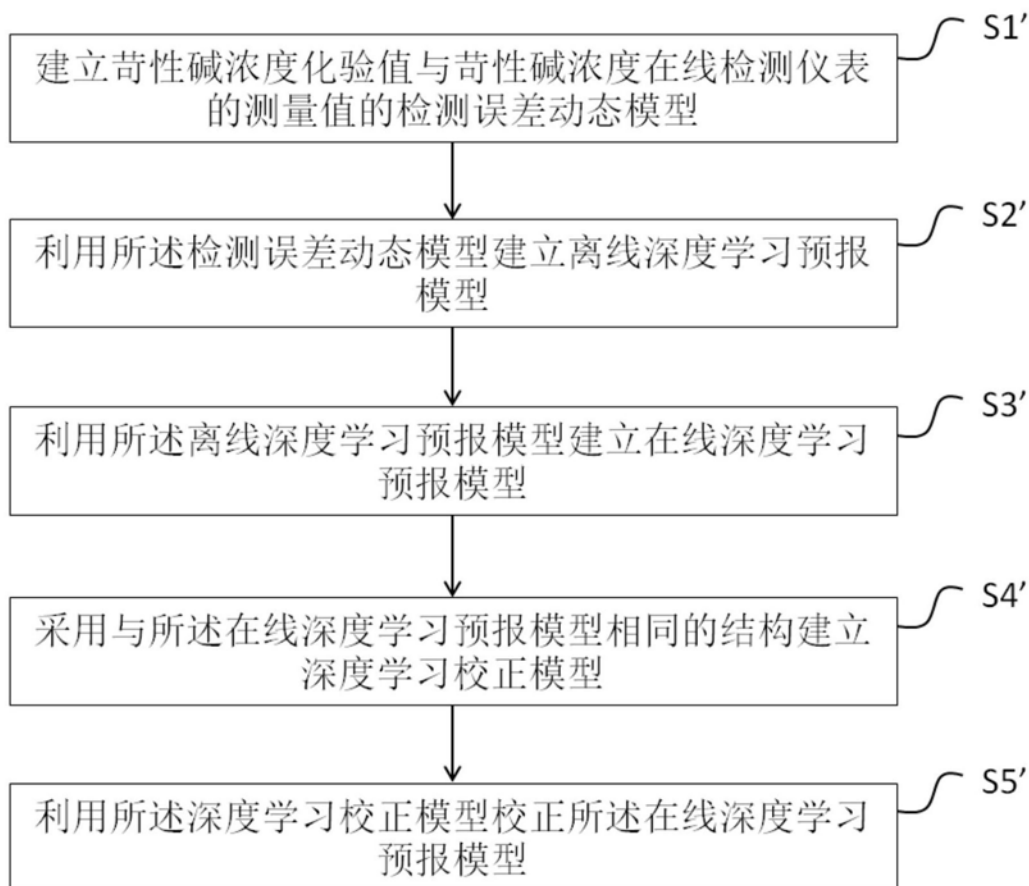 S1’
建立苛性碱浓度化验值与苛性碱浓度在线检测仪表
的测量值的检测误差动态模型
S2’
利用所述检测误差动态模型建立离线深度学习预报
模型
S3’
利用所述离线深度学习预报模型建立在线深度学习
预报模型
S4’
采用与所述在线深度学习预报模型相同的结构建立
深度学习校正模型
S5’
利用所述深度学习校正模型校正所述在线深度学习
预报模型